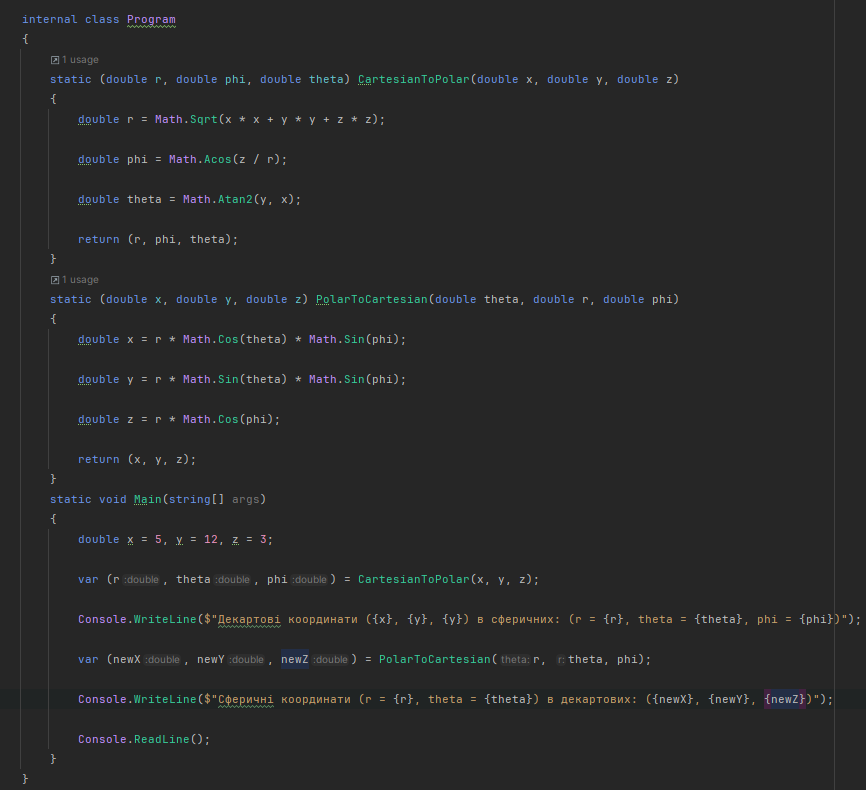 internal class Program
{
1 usage
static (double r, double phi, double theta) CartesianToPolar(double x, double y, double z)
{
double r = Math.Sqrt(x * x + y * y + z * z);
double phi = Math.Acos(z / r);
double theta = Math.Atan2(y, x);
return (r, phi, theta);
}
1 usage
static (double x, double y, double z) PolarToCartesian(double theta, double r, double phi)
{
double x = r * Math.Cos(theta) * Math.Sin(phi);
double y = r * Math.Sin(theta) * Math.Sin(phi);
double z = r * Math.Cos(phi);
return (x, y, z);
}
static void Main(string[] args)
{
double x = 5, y = 12, z = 3;
var (r :double , theta :double , phi :double ) = CartesianToPolar(x, y, z);
Console.WriteLine($"Декартові координати ({x}, {y}, {y}) в сферичних: (r = {r}, theta = {theta}, phi = {phi})");
var (newX :double , newY :double , newZ :double ) = PolarToCartesian( theta: r, r: theta, phi);
Console.WriteLine($"Сферичні координати (r = {r}, theta = {theta}) в декартових: ({newX}, {newY}, {newZ})");
Console.ReadLine();
}
}